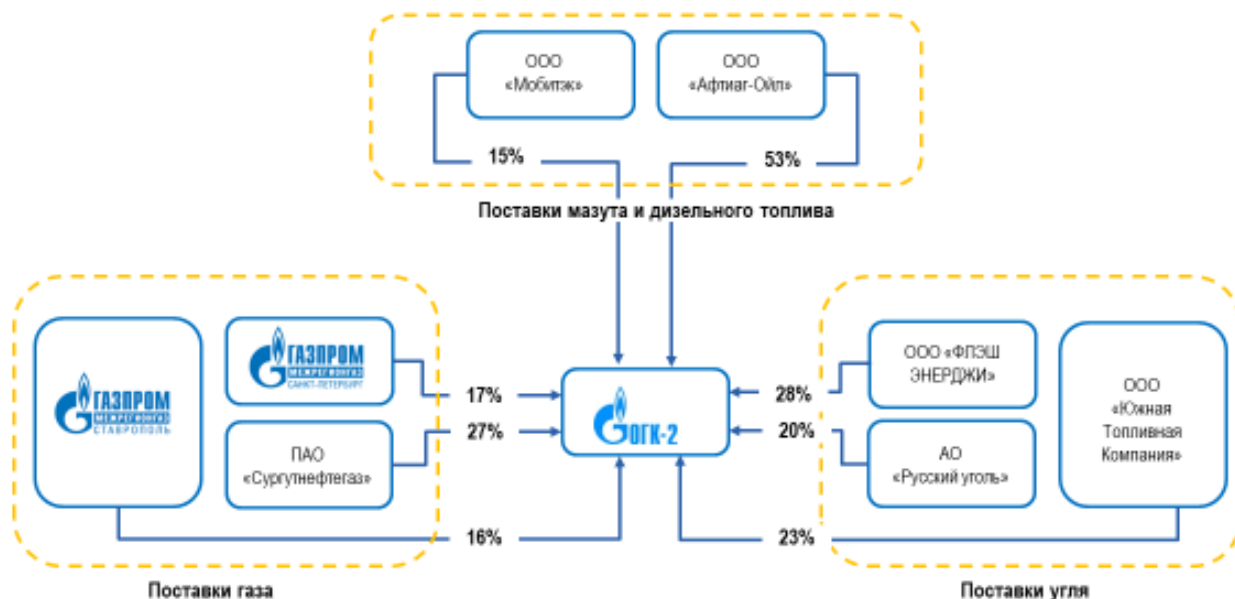 ООО
«Мобитэк»
ООО
«Афтиаг-Ойл»
15%
53%
Поставки мазута и дизельного топлива
ГАЗПРОМ
МЕЖРЕГИОНГАЗ
СТАВРОПОЛЬ
ГАЗПРОМ
МЕЖРЕГИОНГАЗ
САНКТ-ПЕТЕРБУРГ
17%
ПАО
«Сургутнефтегаз»
27%
16%
Поставки газа
ОГК-2
28%
ООО «ФЛЭШ
ЭНЕРДЖИ»
20%
АО
«Русский уголь»
ООО
«Южная
Топливная
Компания»
23%
Поставки угля